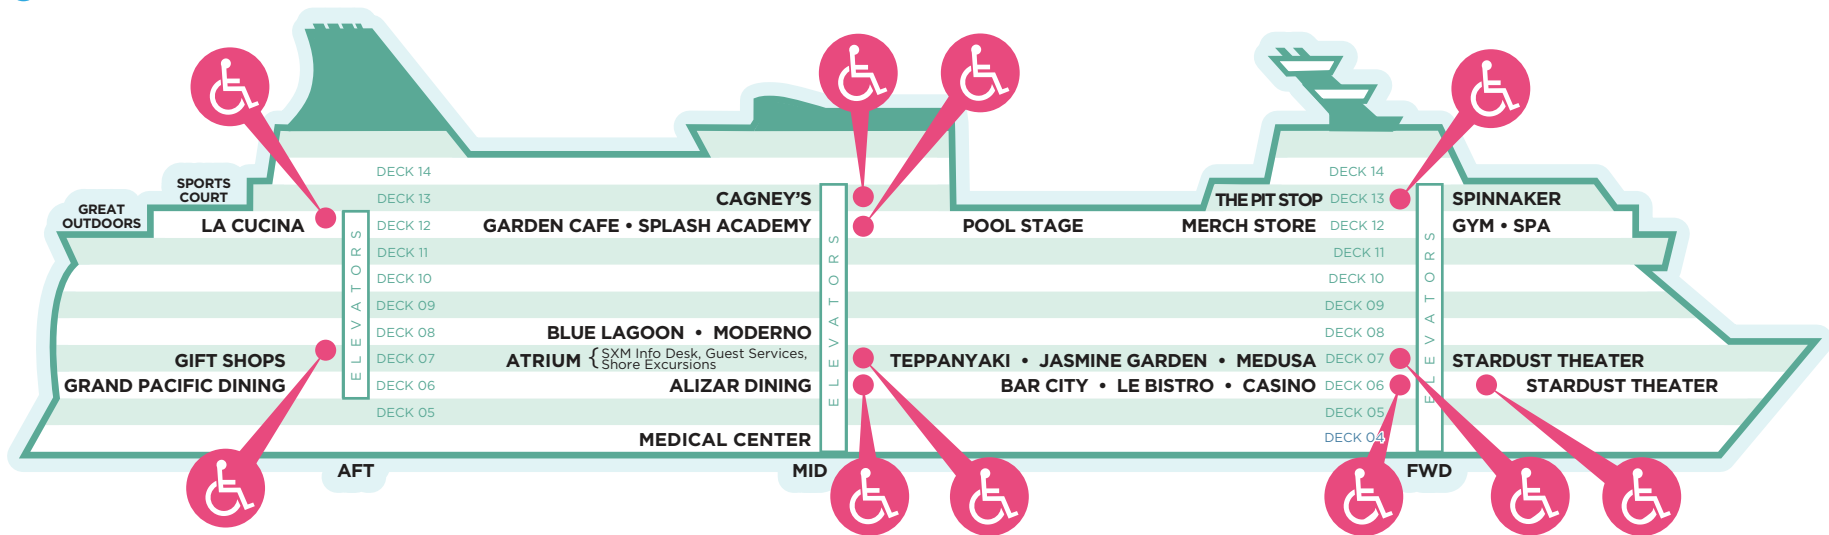 DECK 14
DECK 14
SPORTS
COURT
DECK 13
CAGNEY'S
THE PIT STOP
DECK 13
SPINNAKER
GREAT
OUTDOORS
LA CUCINA
DECK 12
GARDEN CAFE • SPLASH ACADEMY
POOL STAGE
MERCH STORE
DECK 12
GYM • SPA
DECK 11
DECK 11
DECK 10
DECK 10
DECK 09
DECK 09
ELEVATORS
ELEVATORS
ELEVATORS
DECK 08
BLUE LAGOON • MODERNO
DECK 08
GIFT SHOPS
DECK 07
ATRIUM { SXM Info Desk, Guest Services,
Shore Excursions
TEPPANYAKI • JASMINE GARDEN • MEDUSA
DECK 07
STARDUST THEATER
GRAND PACIFIC DINING
DECK 06
ALIZAR DINING
BAR CITY • LE BISTRO • CASINO
DECK 06
STARDUST THEATER
DECK 05
DECK 05
MEDICAL CENTER
DECK 04
AFT
MID
FWD